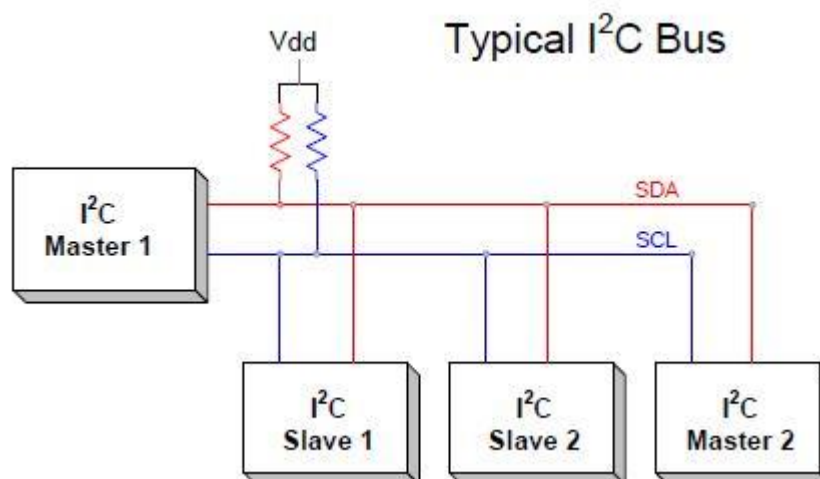 Typical I²C Bus
Vdd
SDA
SCL
I²C
Master 1
I²C
Slave 1
I²C
Slave 2
I²C
Master 2